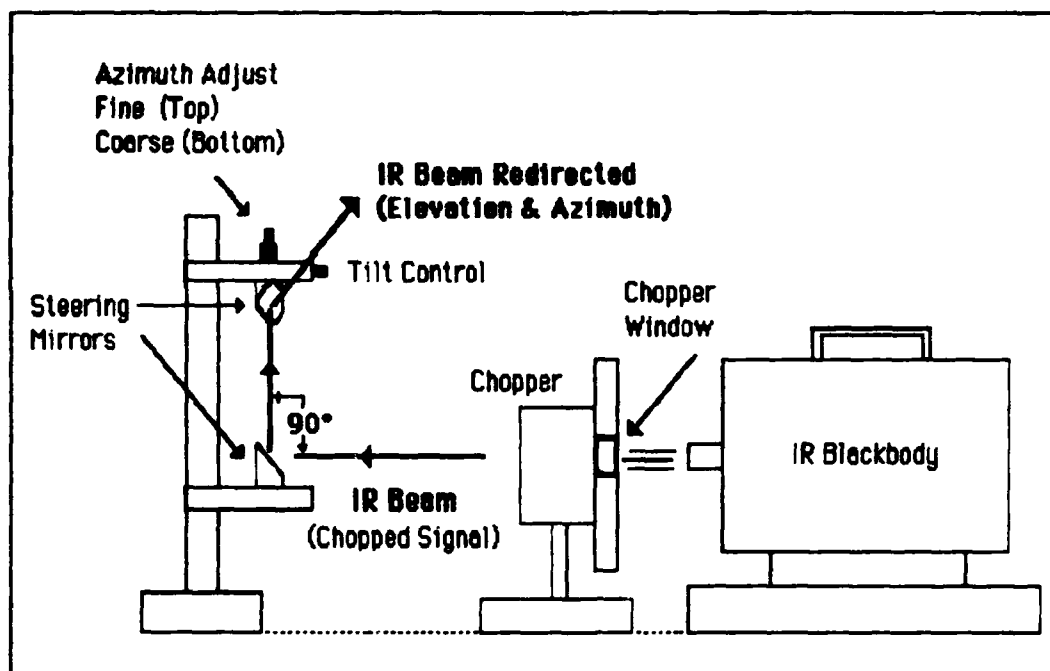 Azimuth Adjust
Fine (Top)
Coarse (Bottom)
IR Beam Redirected
(Elevation & Azimuth)
Tilt Control
Steering
Mirrors
Chopper
Window
Chopper
90°
IR Blackbody
IR Beam
(Chopped Signal)